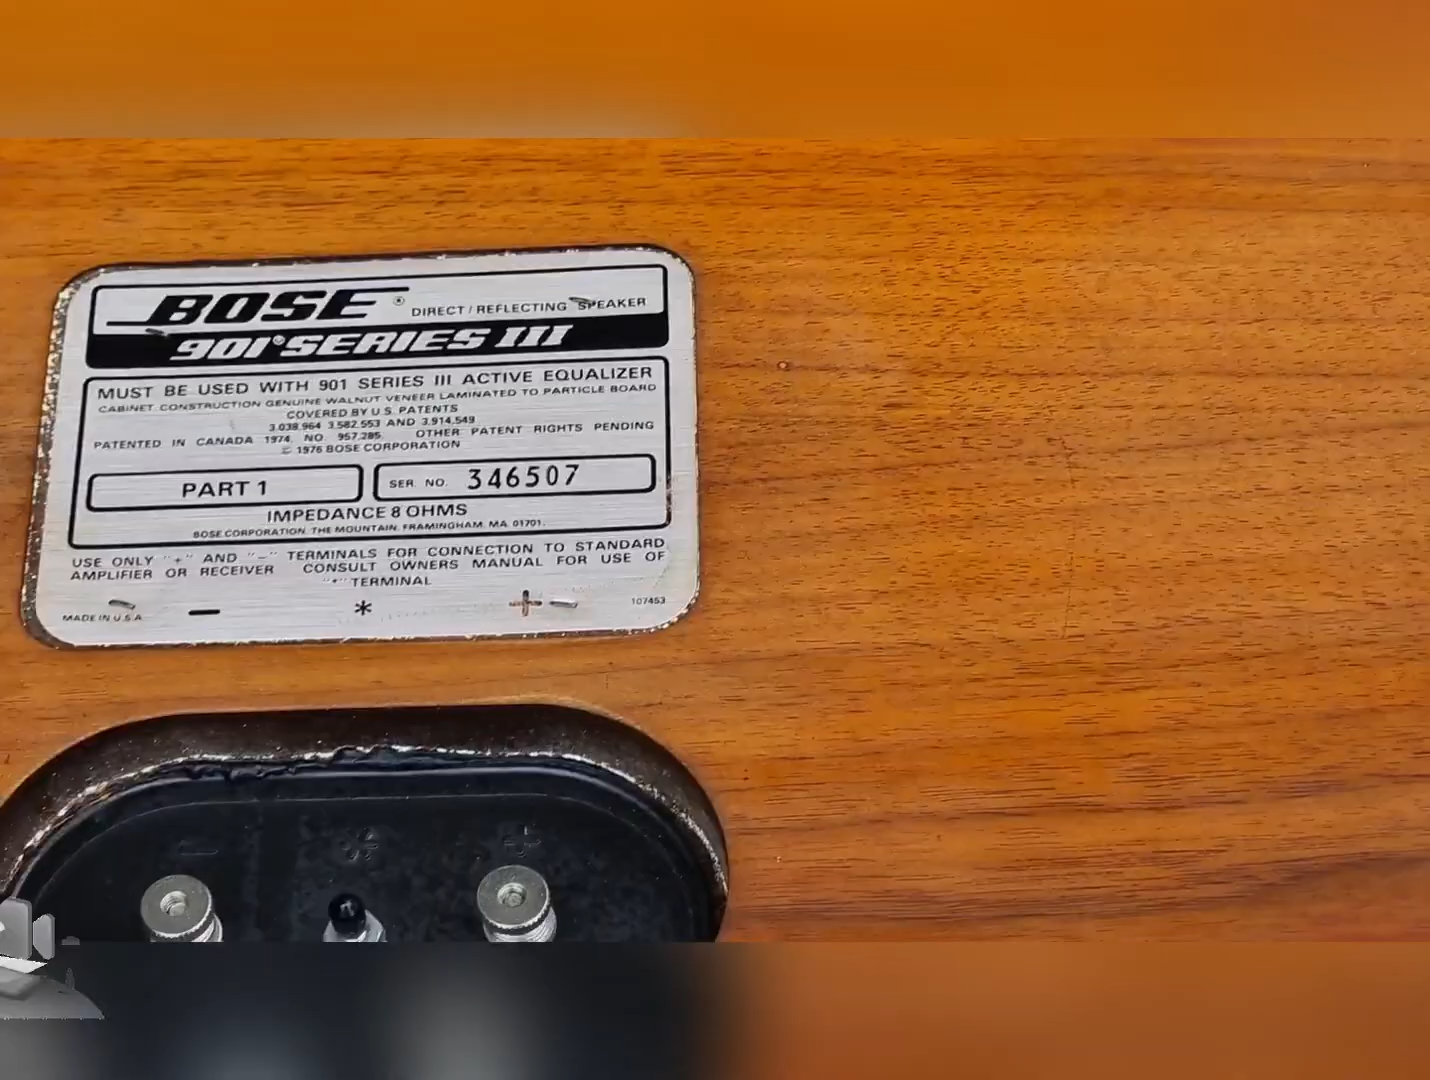 BOSE® DIRECT / REFLECTING SPEAKER
901® SERIES III
MUST BE USED WITH 901 SERIES III ACTIVE EQUALIZER
CABINET CONSTRUCTION GENUINE WALNUT VENEER LAMINATED TO PARTICLE BOARD
COVERED BY U.S. PATENTS
3,038,964 3,582,553 AND 3,914,549
PATENTED IN CANADA 1974, NO. 957,285 OTHER PATENT RIGHTS PENDING
© 1976 BOSE CORPORATION
PART 1
SER. NO. 346507
IMPEDANCE 8 OHMS
BOSE CORPORATION, THE MOUNTAIN, FRAMINGHAM, MA. 01701.
USE ONLY "+" AND "−" TERMINALS FOR CONNECTION TO STANDARD
AMPLIFIER OR RECEIVER CONSULT OWNERS MANUAL FOR USE OF
"*" TERMINAL
− * +
MADE IN U.S.A. 107453
− * +